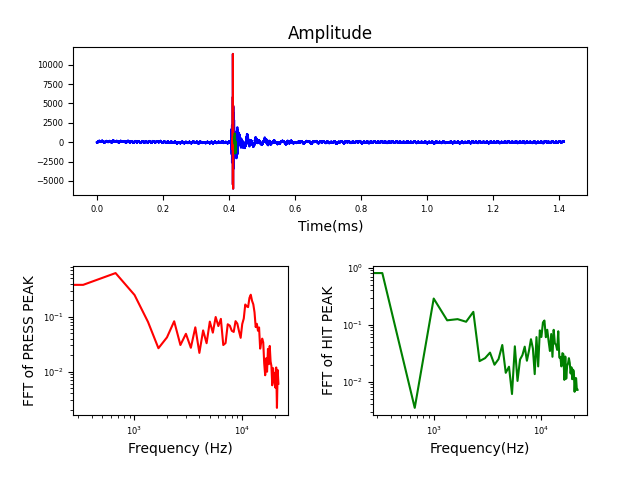 Amplitude
10000
7500
5000
2500
0
−2500
−5000
0.0 0.2 0.4 0.6 0.8 1.0 1.2 1.4
Time(ms)
FFT of PRESS PEAK
10⁻¹
10⁻²
10³ 10⁴
Frequency (Hz)
FFT of HIT PEAK
10⁰
10⁻¹
10⁻²
10³ 10⁴
Frequency(Hz)